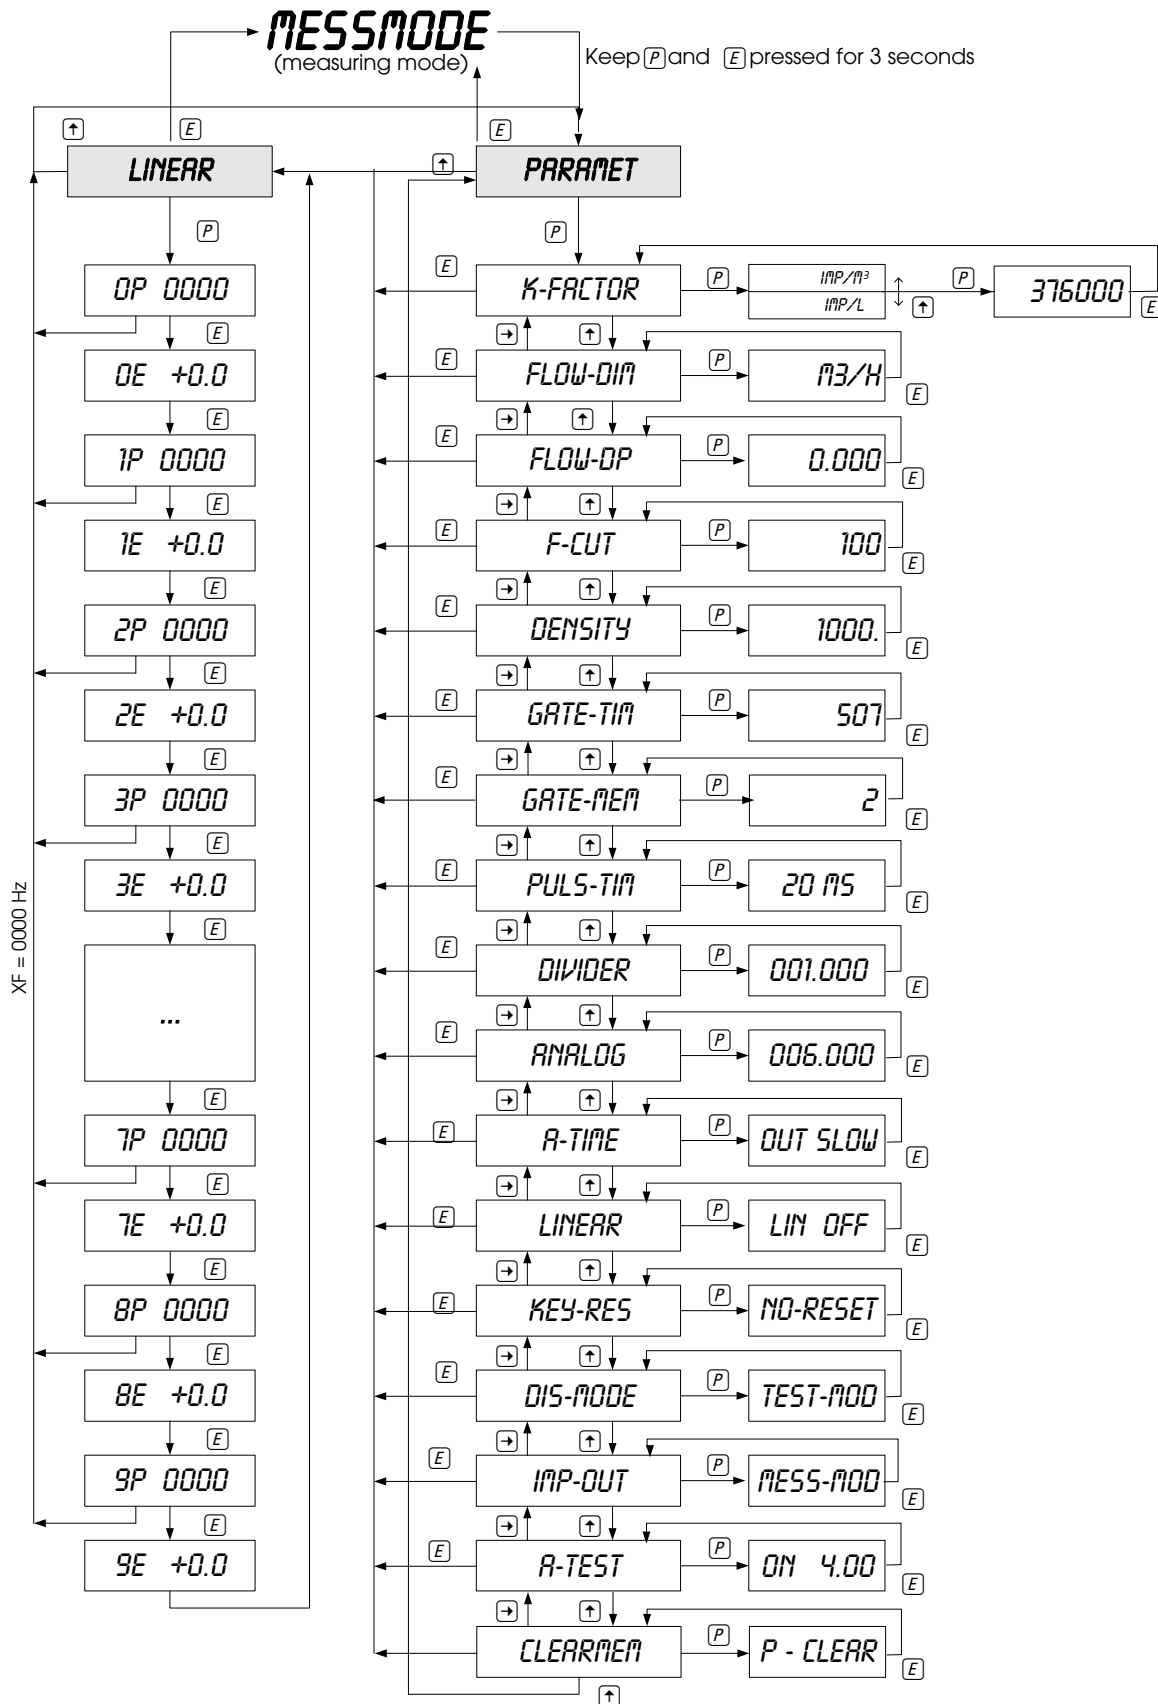 MESSMODE
(measuring mode)
Keep P and E pressed for 3 seconds
↑ E E
LINEAR ↑ PARAMET
P P
0P 0000 E K-FACTOR P IMP/M³ P 376000
IMP/L ↑ E
E → ↑
0E +0.0 E FLOW-DIM P M3/H E
E → ↑
1P 0000 E FLOW-DP P 0.000 E
E → ↑
1E +0.0 E F-CUT P 100 E
E → ↑
2P 0000 E DENSITY P 1000. E
E → ↑
2E +0.0 E GATE-TIM P 507 E
E → ↑
3P 0000 E GATE-MEM P 2 E
E → ↑
3E +0.0 E PULS-TIM P 20 MS E
E → ↑
XF = 0000 Hz
E DIVIDER P 001.000 E
→ ↑
... E ANALOG P 006.000 E
E → ↑
7P 0000 E A-TIME P OUT SLOW E
E → ↑
7E +0.0 E LINEAR P LIN OFF E
E → ↑
8P 0000 E KEY-RES P NO-RESET E
E → ↑
8E +0.0 E DIS-MODE P TEST-MOD E
E → ↑
9P 0000 E IMP-OUT P MESS-MOD E
E → ↑
9E +0.0 E A-TEST P ON 4.00 E
→ ↑
CLEARMEM P P - CLEAR E
↑